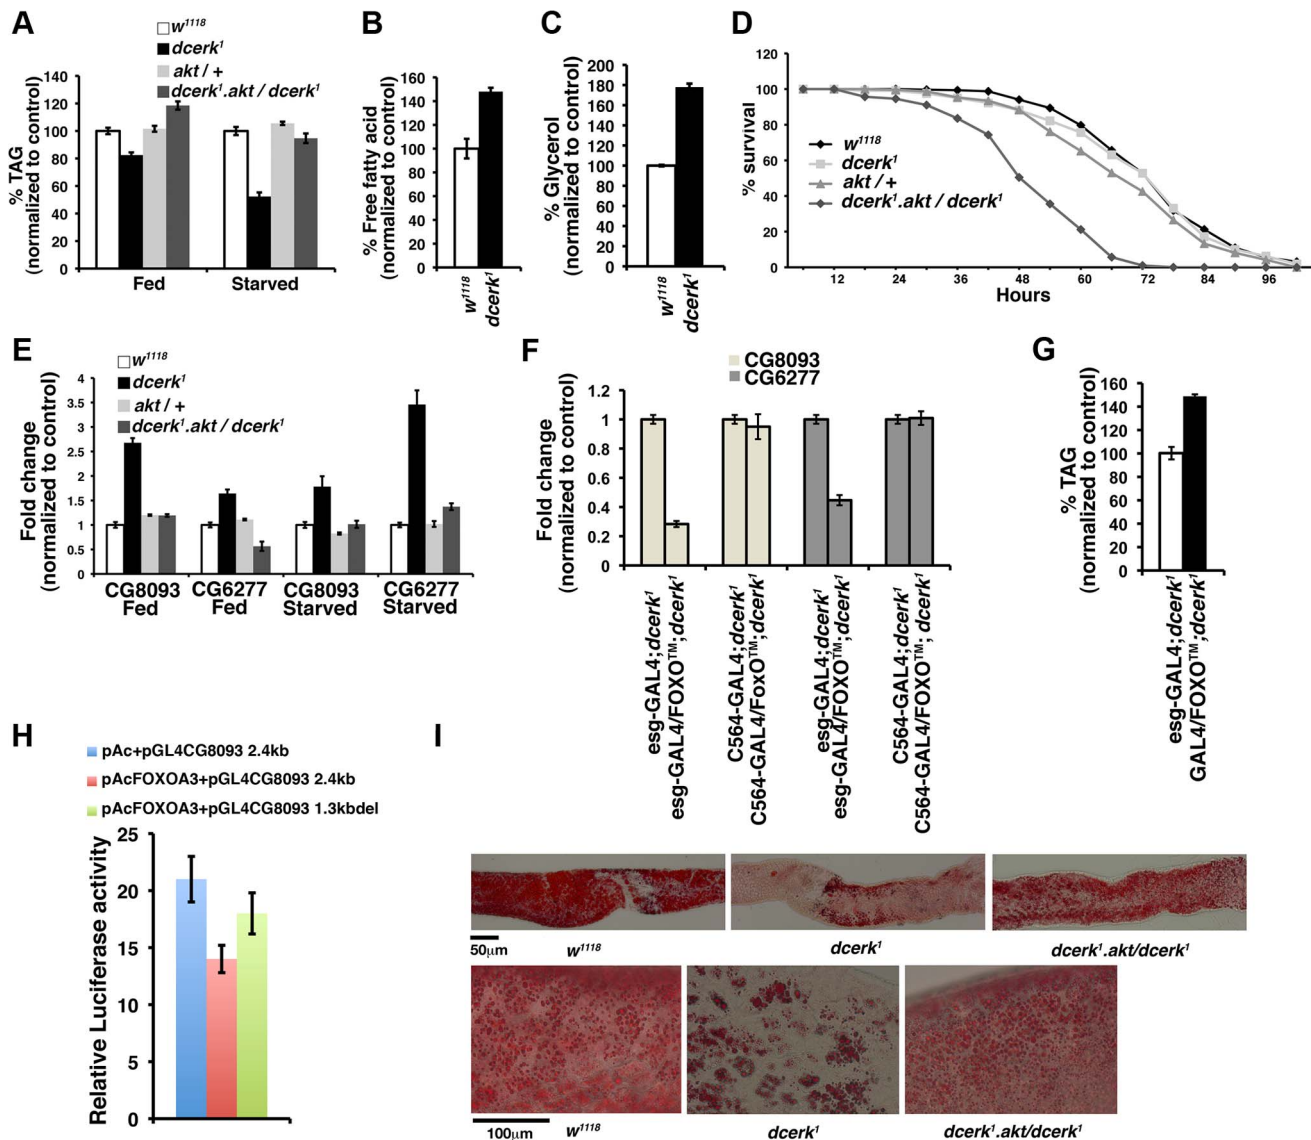 A
w1118
dcerk1
akt / +
dcerk1.akt / dcerk1
% TAG
(normalized to control)
140
120
100
80
60
40
20
0
Fed
Starved
B
% Free fatty acid
(normalized to control)
160
140
120
100
80
60
40
20
0
w1118
dcerk1
C
% Glycerol
(normalized to control)
200
180
160
140
120
100
80
60
40
20
0
w1118
dcerk1
D
% survival
120
100
80
60
40
20
0
w1118
dcerk1
akt / +
dcerk1.akt / dcerk1
12
24
36
48
60
72
84
96
Hours
E
w1118
dcerk1
akt / +
dcerk1.akt / dcerk1
Fold change
(normalized to control)
4
3.5
3
2.5
2
1.5
1
0.5
0
CG8093
Fed
CG6277
Fed
CG8093
Starved
CG6277
Starved
F
CG8093
CG6277
Fold change
(normalized to control)
1.2
1
0.8
0.6
0.4
0.2
0
esg-GAL4;dcerk1
esg-GAL4/FOXOTM;dcerk1
C564-GAL4;dcerk1
C564-GAL4/FoxOTM; dcerk1
esg-GAL4;dcerk1
esg-GAL4/FOXOTM;dcerk1
C564-GAL4;dcerk1
C564-GAL4/FOXOTM; dcerk1
G
% TAG
(normalized to control)
160
140
120
100
80
60
40
20
0
esg-GAL4;dcerk1
GAL4/FOXOTM;dcerk1
H
pAc+pGL4CG8093 2.4kb
pAcFOXOA3+pGL4CG8093 2.4kb
pAcFOXOA3+pGL4CG8093 1.3kbdel
Relative Luciferase activity
25
20
15
10
5
0
I
50µm
w1118
dcerk1
dcerk1.akt/dcerk1
100µm
w1118
dcerk1
dcerk1.akt/dcerk1